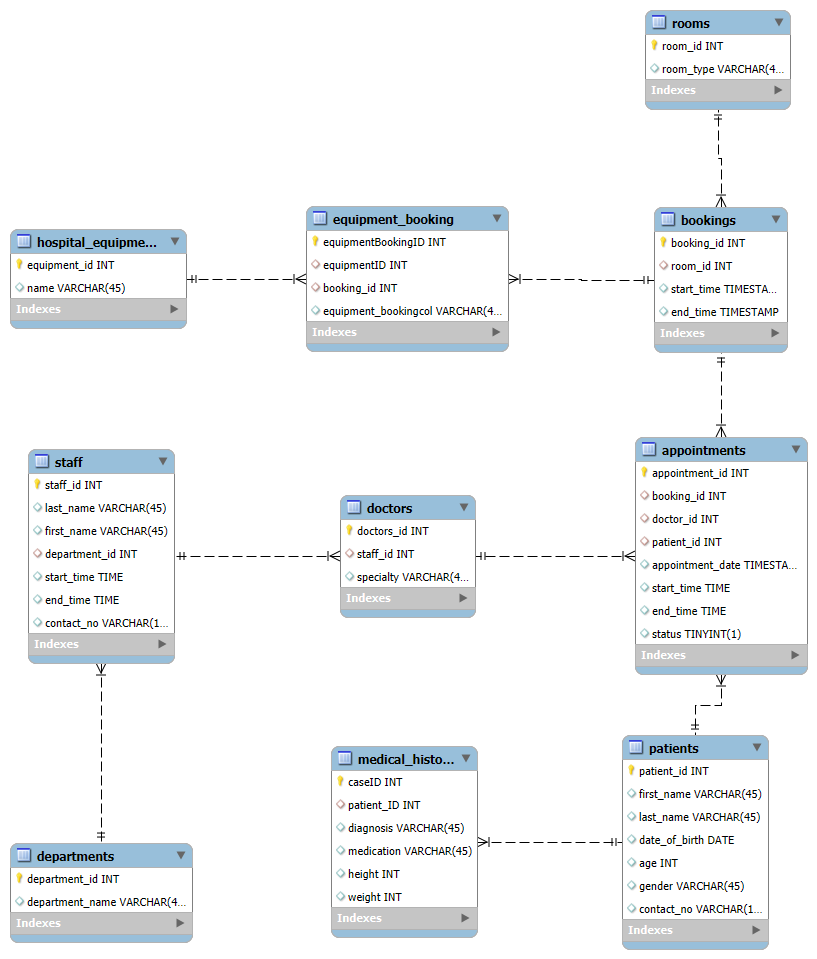 rooms
room_id INT
room_type VARCHAR(4...
Indexes
hospital_equipme...
equipment_id INT
name VARCHAR(45)
Indexes
equipment_booking
equipmentBookingID INT
equipmentID INT
booking_id INT
equipment_bookingcol VARCHAR(4...
Indexes
bookings
booking_id INT
room_id INT
start_time TIMESTA...
end_time TIMESTAMP
Indexes
staff
staff_id INT
last_name VARCHAR(45)
first_name VARCHAR(45)
department_id INT
start_time TIME
end_time TIME
contact_no VARCHAR(1...
Indexes
doctors
doctors_id INT
staff_id INT
specialty VARCHAR(4...
Indexes
appointments
appointment_id INT
booking_id INT
doctor_id INT
patient_id INT
appointment_date TIMESTA...
start_time TIME
end_time TIME
status TINYINT(1)
Indexes
departments
department_id INT
department_name VARCHAR(4...
Indexes
medical_histo...
caseID INT
patient_ID INT
diagnosis VARCHAR(45)
medication VARCHAR(45)
height INT
weight INT
Indexes
patients
patient_id INT
first_name VARCHAR(45)
last_name VARCHAR(45)
date_of_birth DATE
age INT
gender VARCHAR(45)
contact_no VARCHAR(1...
Indexes